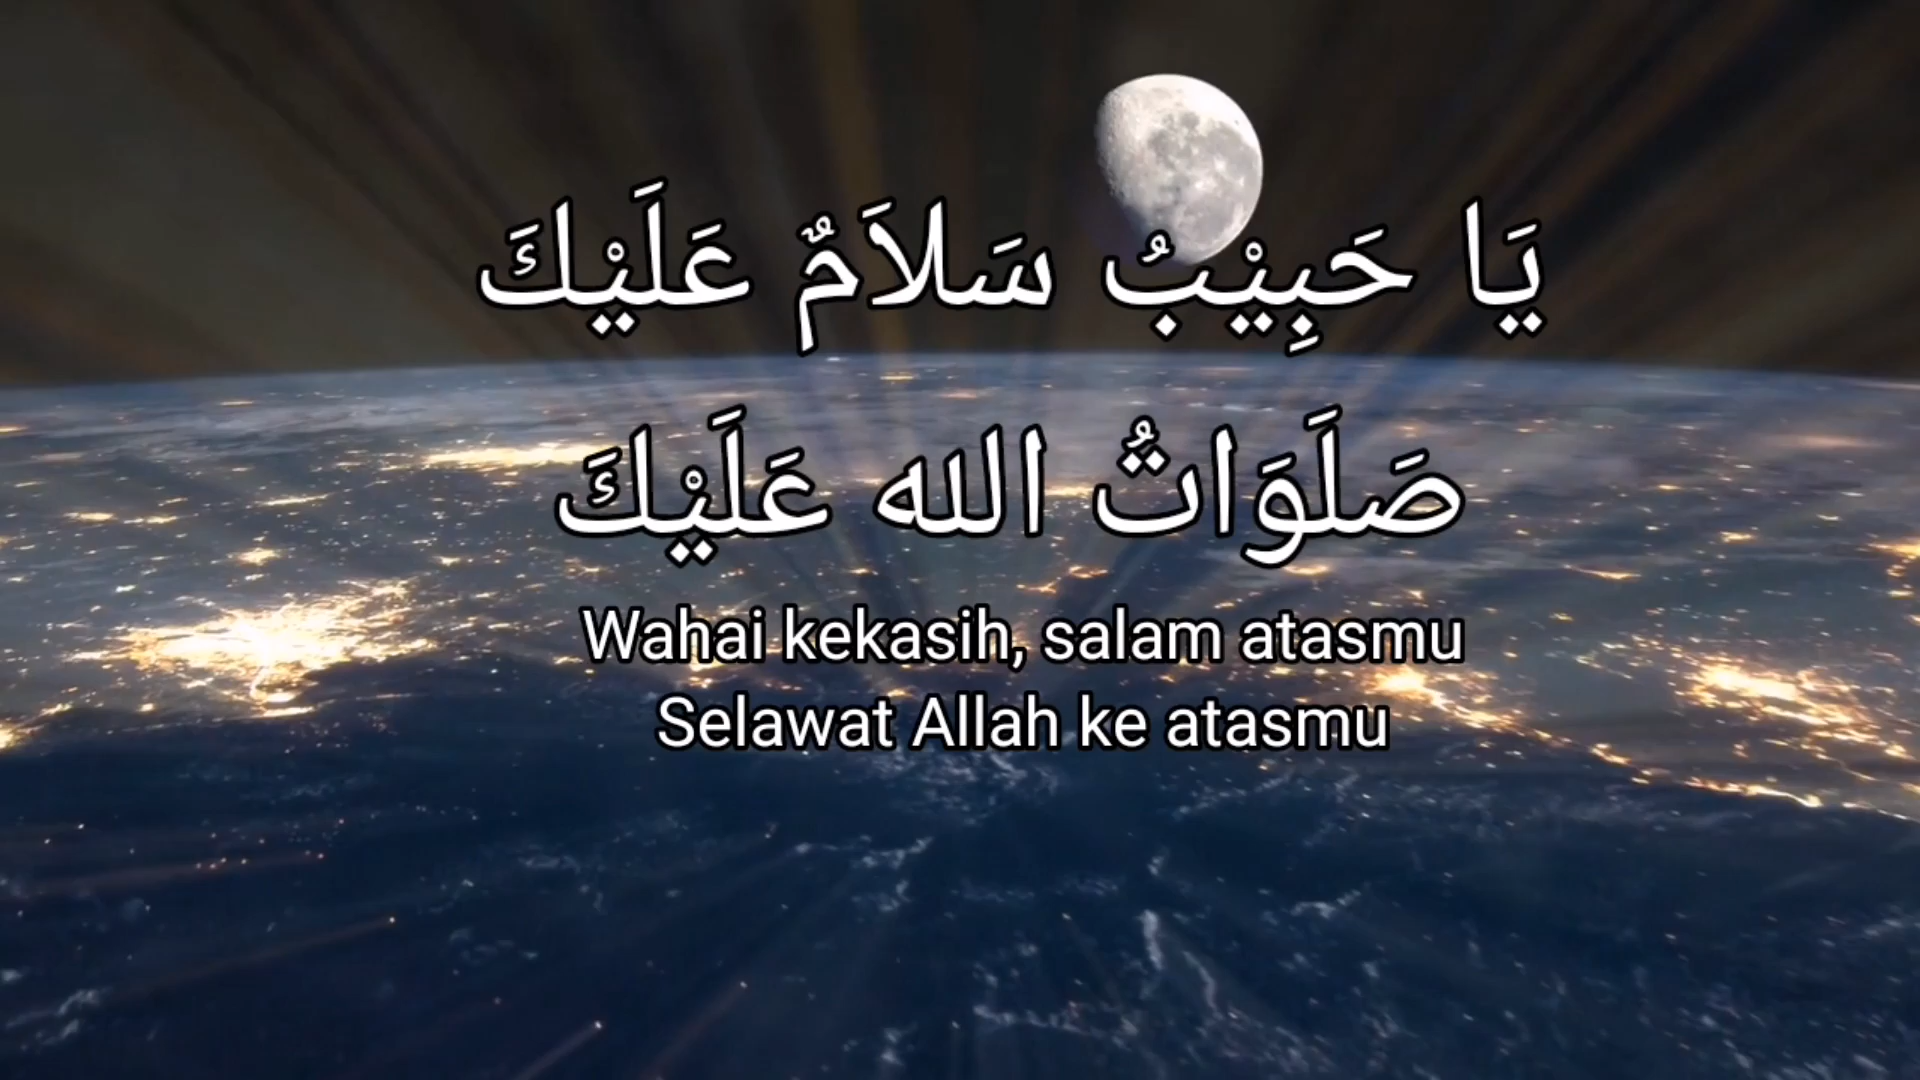 يَا حَبِيْبُ سَلاَمٌ عَلَيْكَ
صَلَوَاتُ الله عَلَيْكَ
Wahai kekasih, salam atasmu
Selawat Allah ke atasmu